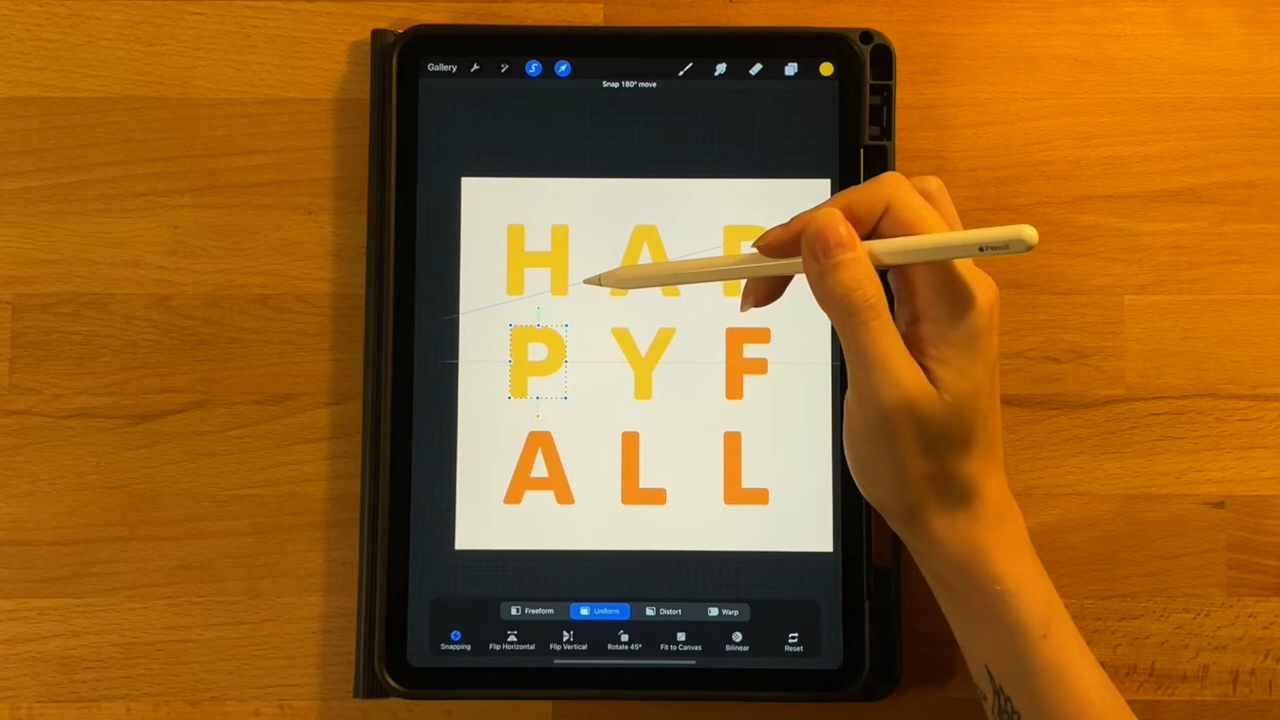 Gallery
Snap 180° move
H A P
P Y F
A L L
Pencil
Freeform Uniform Distort Warp
Snapping Flip Horizontal Flip Vertical Rotate 45° Fit to Canvas Bilinear Reset